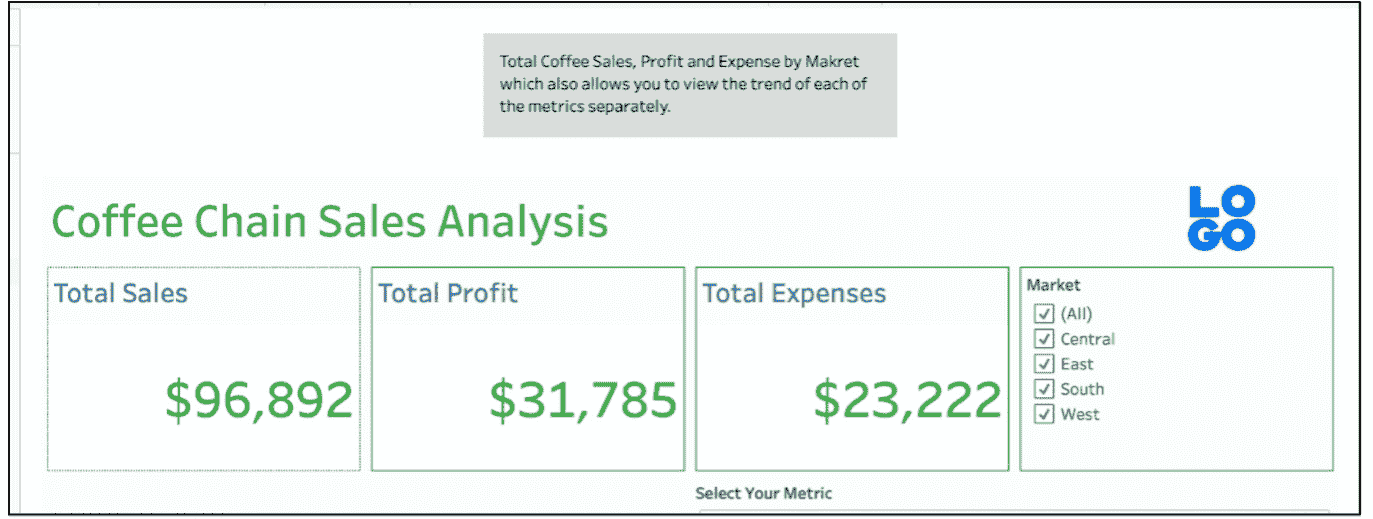 Total Coffee Sales, Profit and Expense by Makret
which also allows you to view the trend of each of
the metrics separately.
Coffee Chain Sales Analysis
LO
GO
Total Sales
$96,892
Total Profit
$31,785
Total Expenses
$23,222
Market
(All)
Central
East
South
West
Select Your Metric